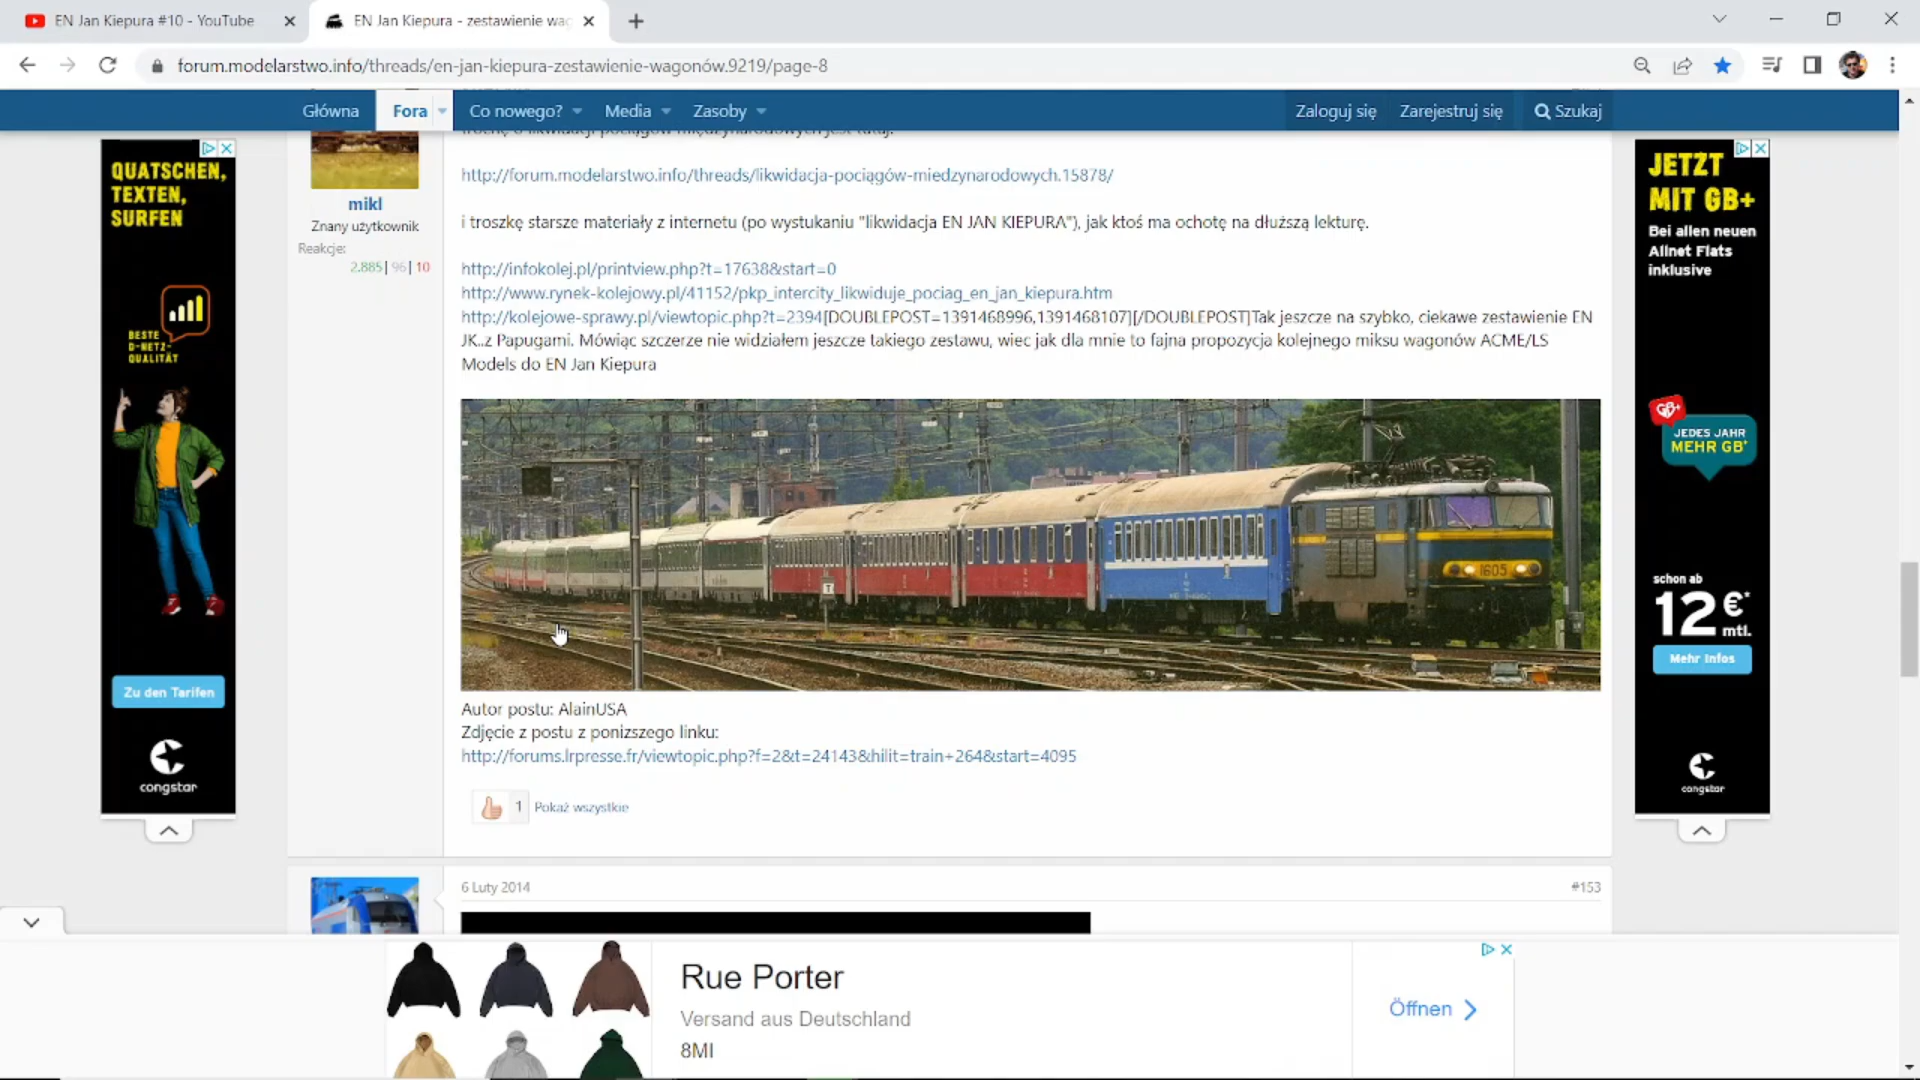 EN Jan Kiepura #10 - YouTube
EN Jan Kiepura - zestawienie wag
forum.modelarstwo.info/threads/en-jan-kiepura-zestawienie-wagonów.9219/page-8
Główna
Fora
Co nowego?
Media
Zasoby
Zaloguj się
Zarejestruj się
Szukaj
QUATSCHEN,
TEXTEN,
SURFEN
BESTE
D-NETZ-
QUALITÄT
Zu den Tarifen
congstar
mikl
Znany użytkownik
Reakcje:
2.885| 96| 10
http://forum.modelarstwo.info/threads/likwidacja-pociągów-miedzynarodowych.15878/
i troszkę starsze materiały z internetu (po wystukaniu "likwidacja EN JAN KIEPURA"), jak ktoś ma ochotę na dłuższą lekturę.
http://infokolej.pl/printview.php?t=17638&start=0
http://www.rynek-kolejowy.pl/41152/pkp_intercity_likwiduje_pociag_en_jan_kiepura.htm
http://kolejowe-sprawy.pl/viewtopic.php?t=2394[DOUBLEPOST=1391468996,1391468107][/DOUBLEPOST]Tak jeszcze na szybko, ciekawe zestawienie EN
JK..z Papugami. Mówiąc szczerze nie widziałem jeszcze takiego zestawu, wiec jak dla mnie to fajna propozycja kolejnego miksu wagonów ACME/LS
Models do EN Jan Kiepura
T
1605
Autor postu: AlainUSA
Zdjęcie z postu z ponizszego linku:
http://forums.lrpresse.fr/viewtopic.php?f=2&t=24143&hilit=train+264&start=4095
1 Pokaż wszystkie
6 Luty 2014
#153
JETZT
MIT GB+
Bei allen neuen
Allnet Flats
inklusive
GB+
JEDES JAHR
MEHR GB+
schon ab
12 €*
mtl.
Mehr Infos
congstar
Rue Porter
Versand aus Deutschland
8MI
Öffnen